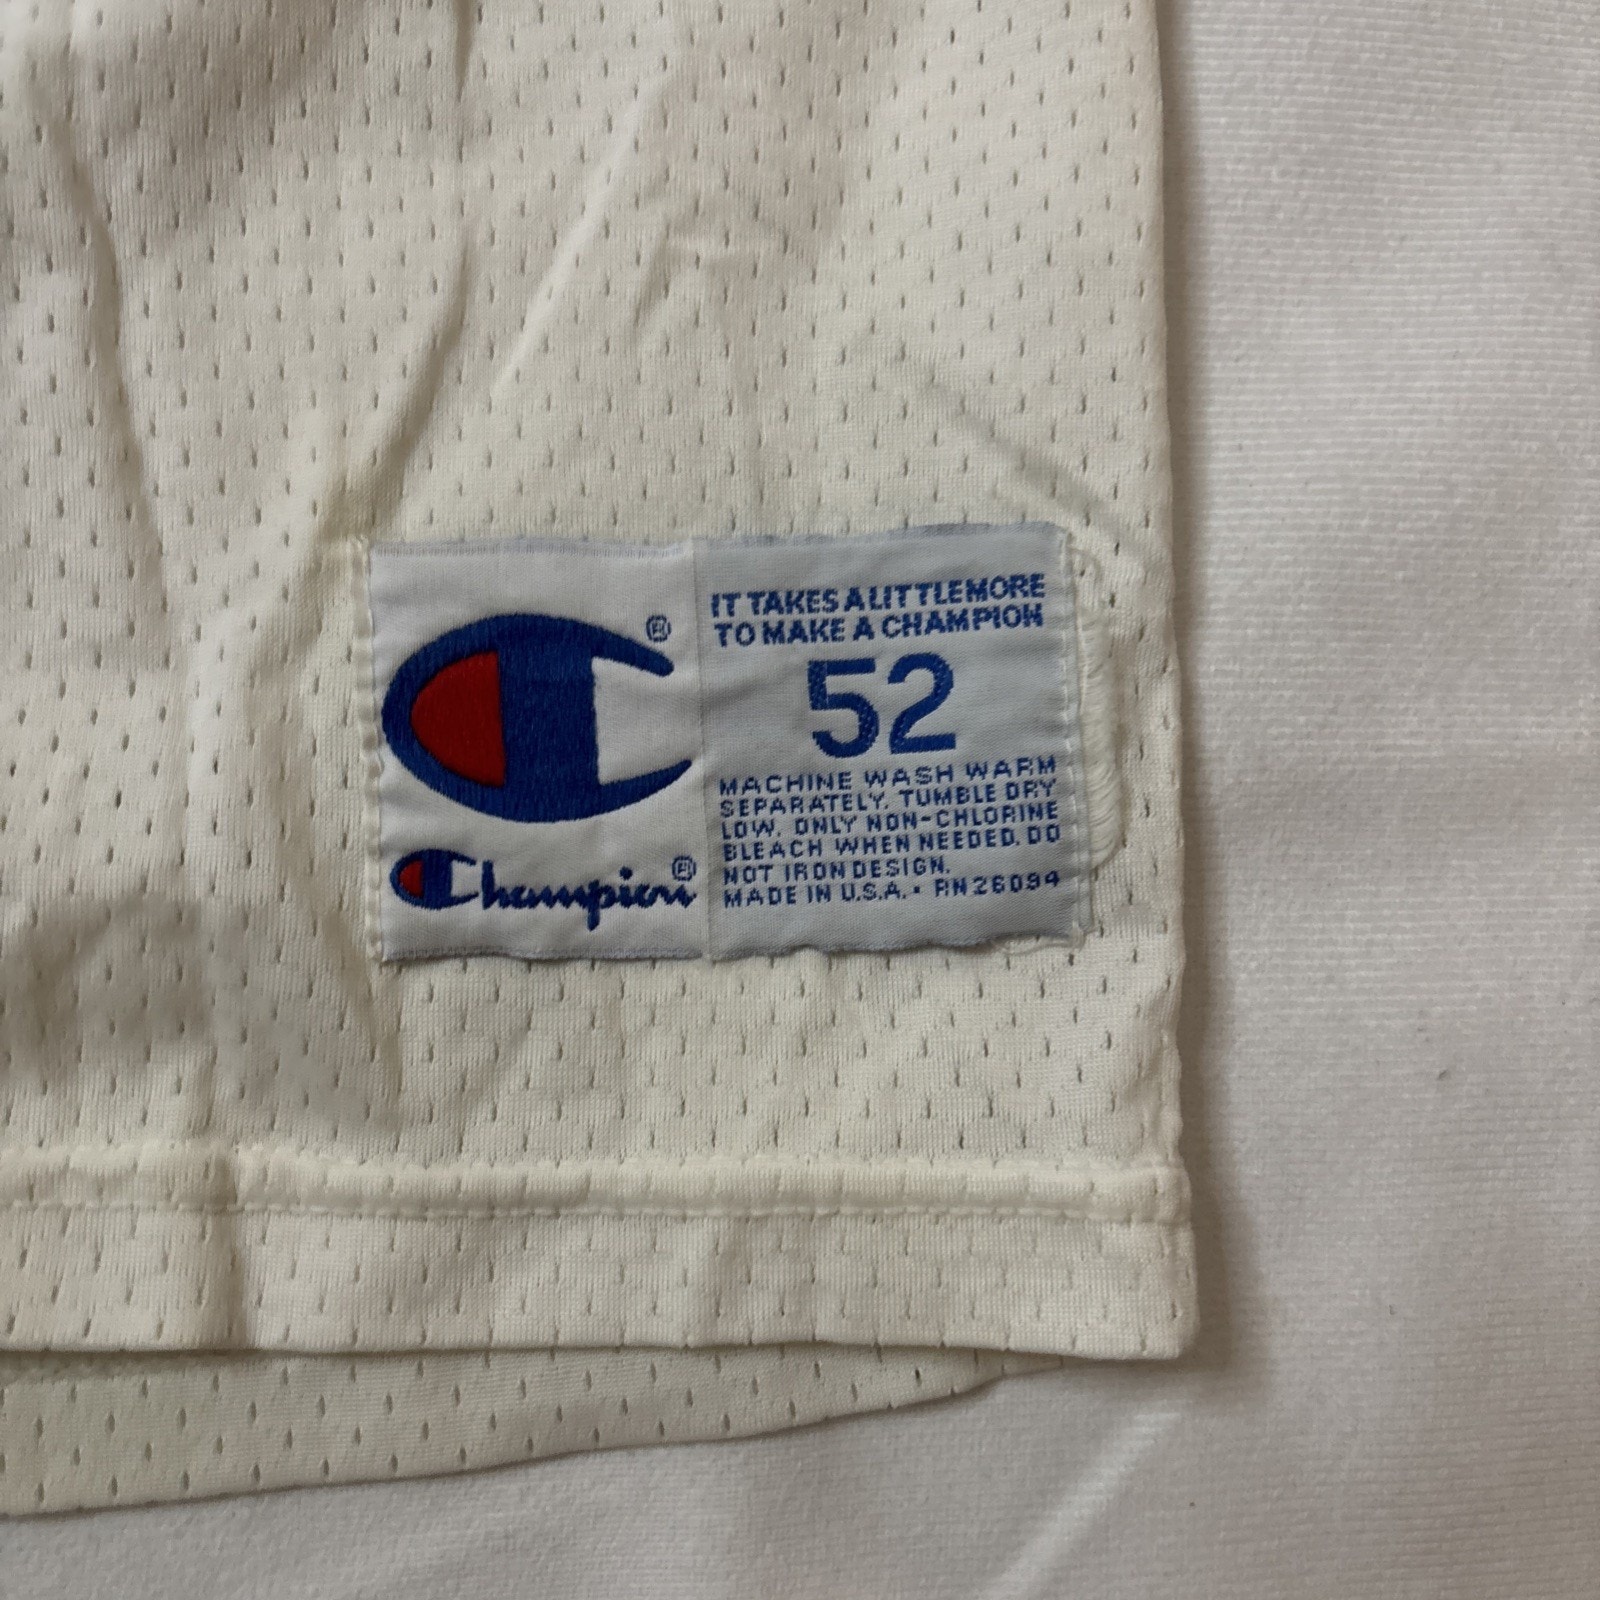 IT TAKES A LITTLE MORE
TO MAKE A CHAMPION
52
MACHINE WASH WARM
SEPARATELY. TUMBLE DRY
LOW. ONLY NON-CHLORINE
BLEACH WHEN NEEDED. DO
NOT IRON DESIGN.
MADE IN U.S.A. • RN 26094
®
Champion®